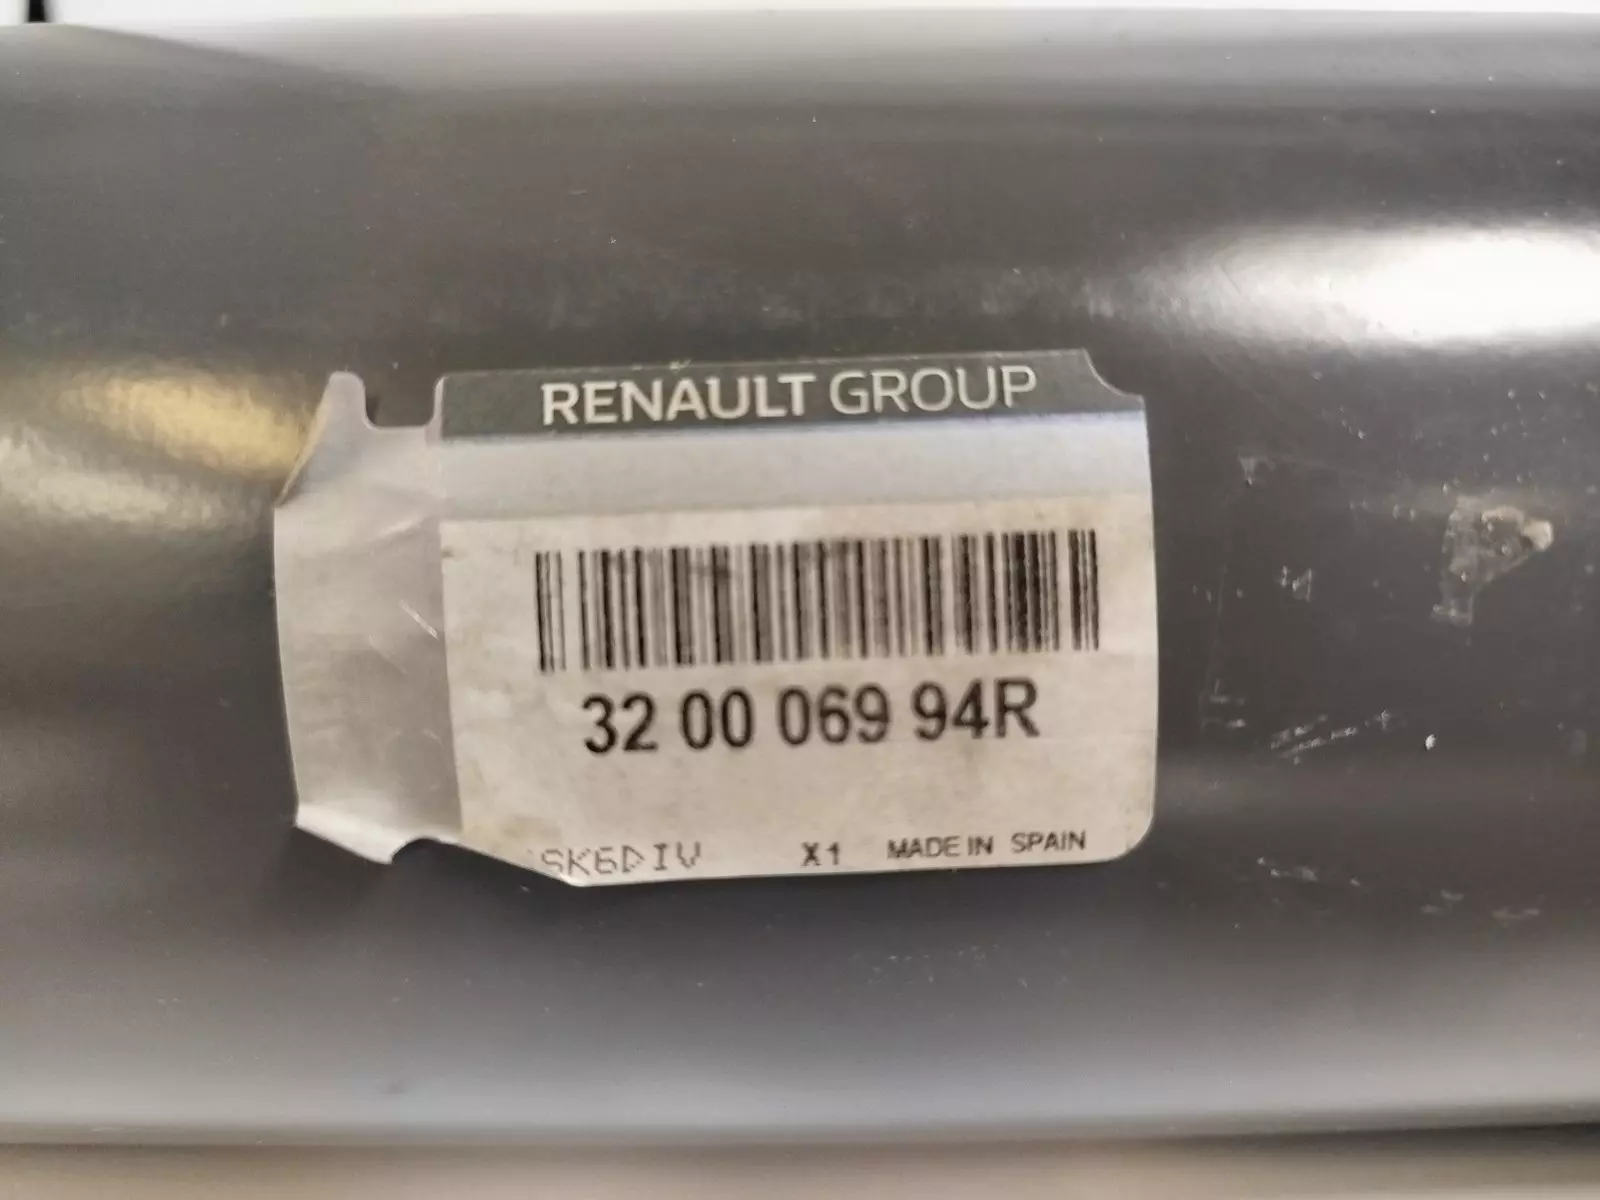 RENAULT GROUP
32 00 069 94R
SK6DIV X1 MADE IN SPAIN